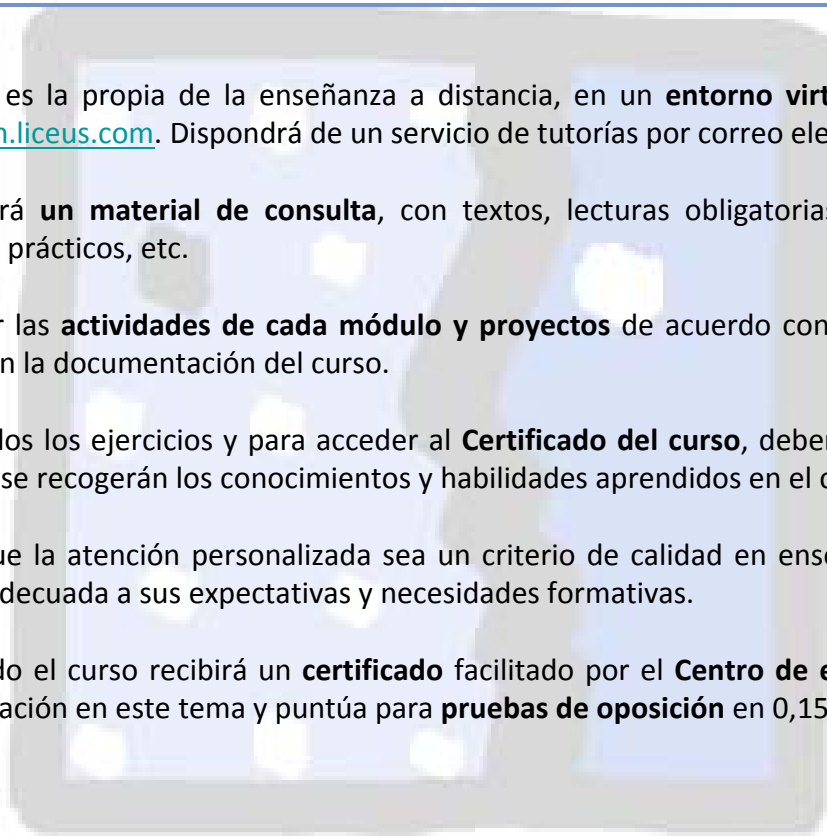 es la propia de la enseñanza a distancia, en un entorno virt
n.liceus.com. Dispondrá de un servicio de tutorías por correo ele
rá un material de consulta, con textos, lecturas obligatorias
prácticos, etc.
r las actividades de cada módulo y proyectos de acuerdo con
n la documentación del curso.
dos los ejercicios y para acceder al Certificado del curso, deber
se recogerán los conocimientos y habilidades aprendidos en el c
ue la atención personalizada sea un criterio de calidad en ense
decuada a sus expectativas y necesidades formativas.
do el curso recibirá un certificado facilitado por el Centro de e
ación en este tema y puntúa para pruebas de oposición en 0,15